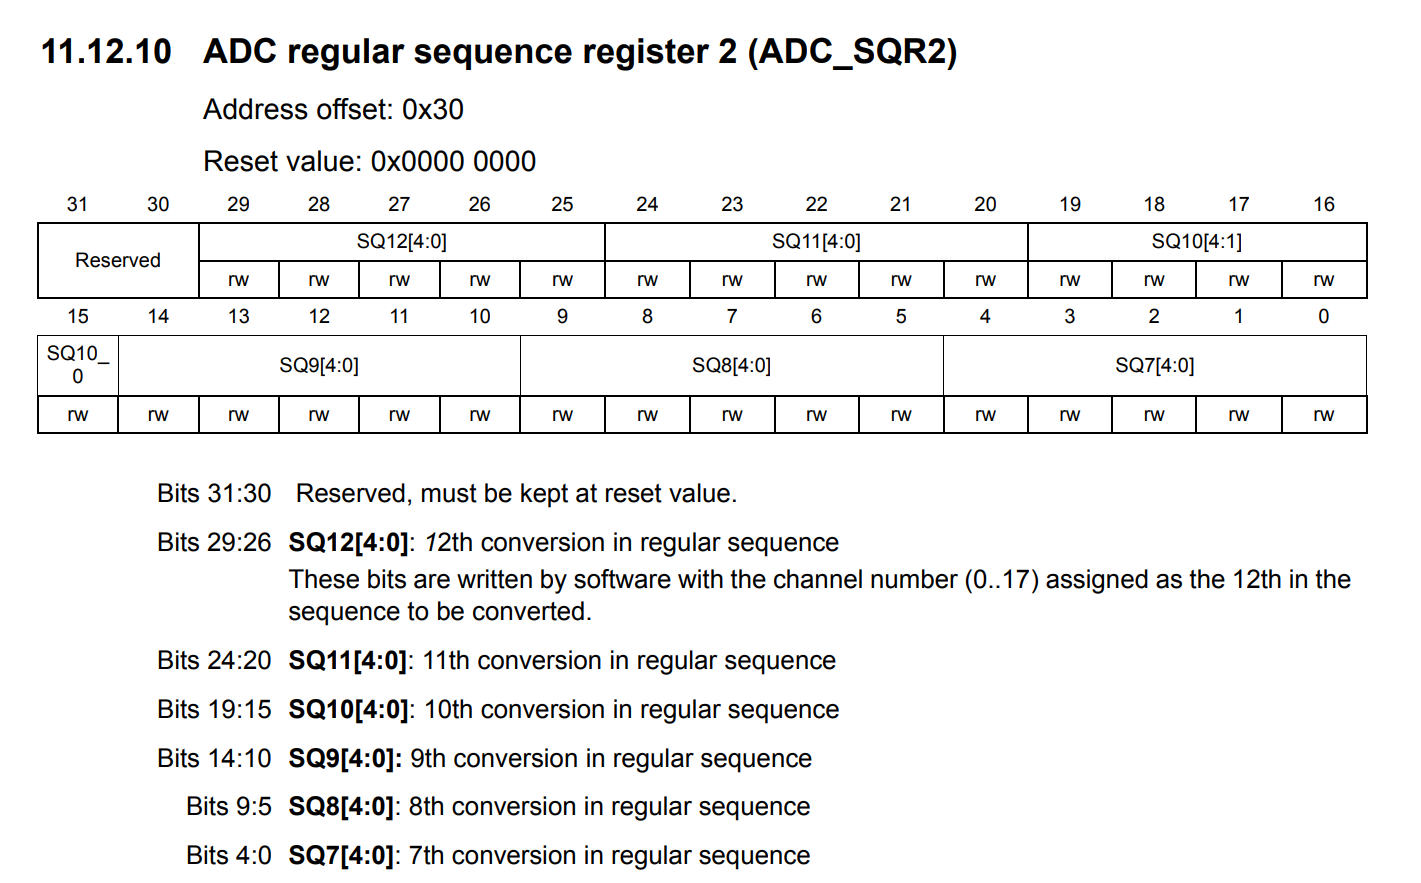 11.12.10 ADC regular sequence register 2 (ADC_SQR2)
Address offset: 0x30
Reset value: 0x0000 0000
31 30 29 28 27 26 25 24 23 22 21 20 19 18 17 16
Reserved SQ12[4:0] SQ11[4:0] SQ10[4:1]
rw rw rw rw rw rw rw rw rw rw rw rw rw rw
15 14 13 12 11 10 9 8 7 6 5 4 3 2 1 0
SQ10_
0 SQ9[4:0] SQ8[4:0] SQ7[4:0]
rw rw rw rw rw rw rw rw rw rw rw rw rw rw rw rw
Bits 31:30 Reserved, must be kept at reset value.
Bits 29:26 SQ12[4:0]: 12th conversion in regular sequence
These bits are written by software with the channel number (0..17) assigned as the 12th in the
sequence to be converted.
Bits 24:20 SQ11[4:0]: 11th conversion in regular sequence
Bits 19:15 SQ10[4:0]: 10th conversion in regular sequence
Bits 14:10 SQ9[4:0]: 9th conversion in regular sequence
Bits 9:5 SQ8[4:0]: 8th conversion in regular sequence
Bits 4:0 SQ7[4:0]: 7th conversion in regular sequence